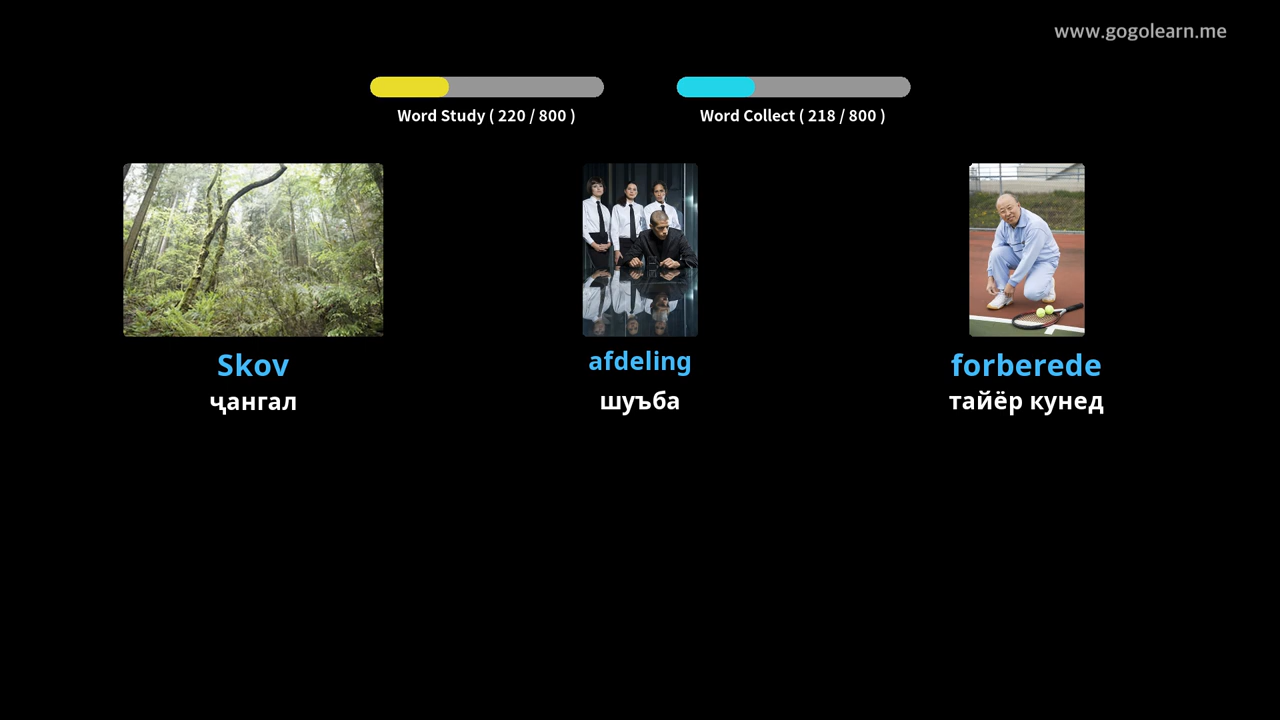 www.gogolearn.me
Word Study ( 220 / 800 )
Word Collect ( 218 / 800 )
Skov
afdeling
forberede
ҷангал
шуъба
тайёр кунед